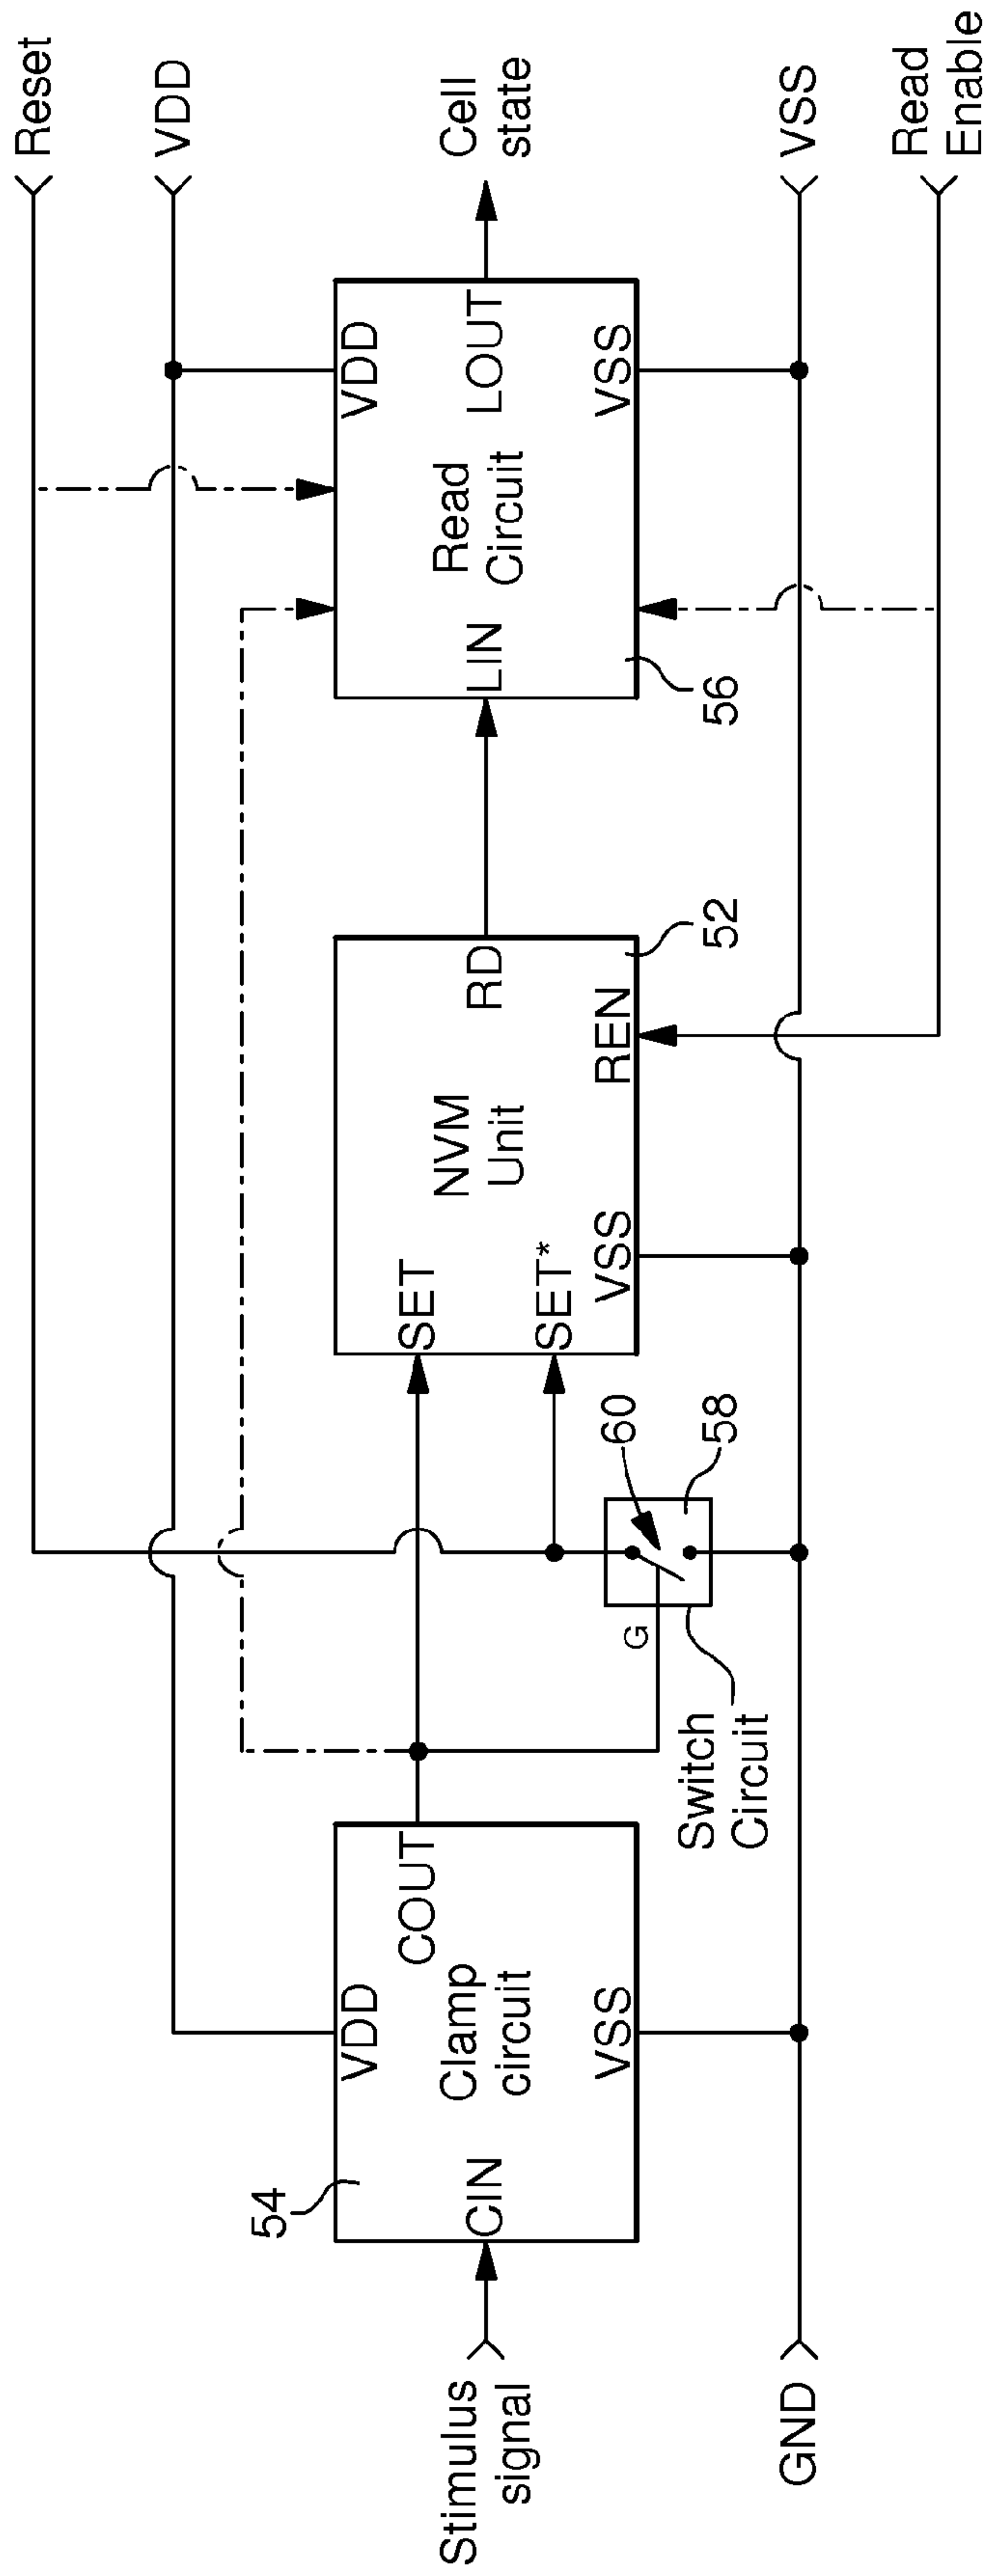 Reset
VDD
54
VDD
COUT
CIN
Clamp
circuit
VSS
Stimulus
signal
GND
G
60
58
Switch
Circuit
SET
SET*
NVM
Unit
RD
VSS
REN
52
VDD
LIN
Read
Circuit
LOUT
VSS
56
Cell
state
VSS
Read
Enable